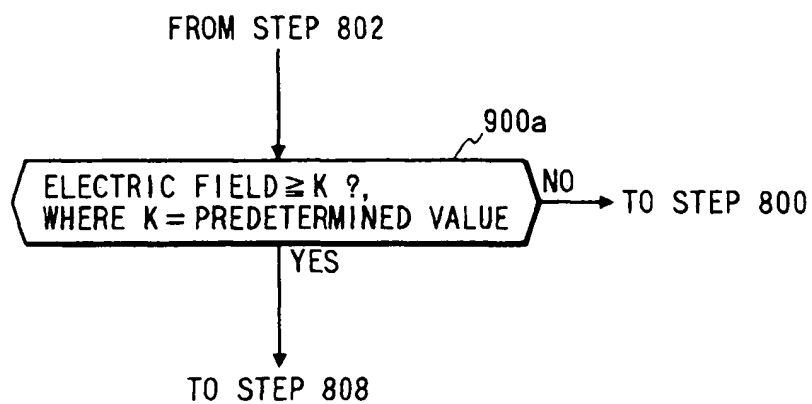 FROM STEP 802
900a
ELECTRIC FIELD≧K ?,
WHERE K=PREDETERMINED VALUE
NO
TO STEP 800
YES
TO STEP 808